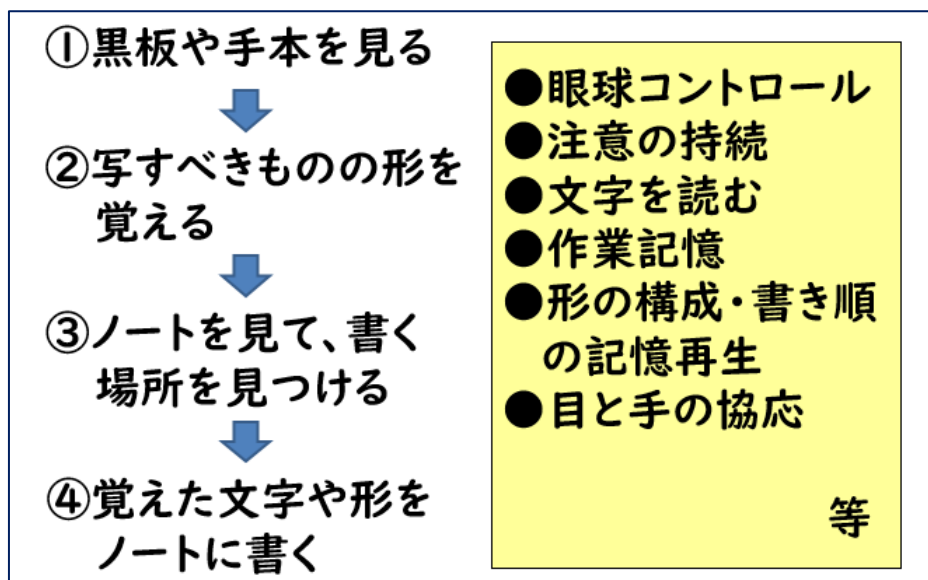 ①黒板や手本を見る
②写すべきものの形を
覚える
③ノートを見て、書く
場所を見つける
④覚えた文字や形を
ノートに書く
●眼球コントロール
●注意の持続
●文字を読む
●作業記憶
●形の構成・書き順
の記憶再生
●目と手の協応
等